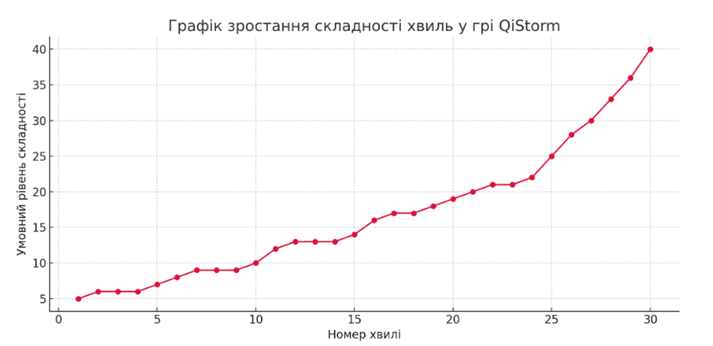 Графік зростання складності хвиль у грі QiStorm
40
35
30
25
20
15
10
5
Умовний рівень складності
0 5 10 15 20 25 30
Номер хвилі